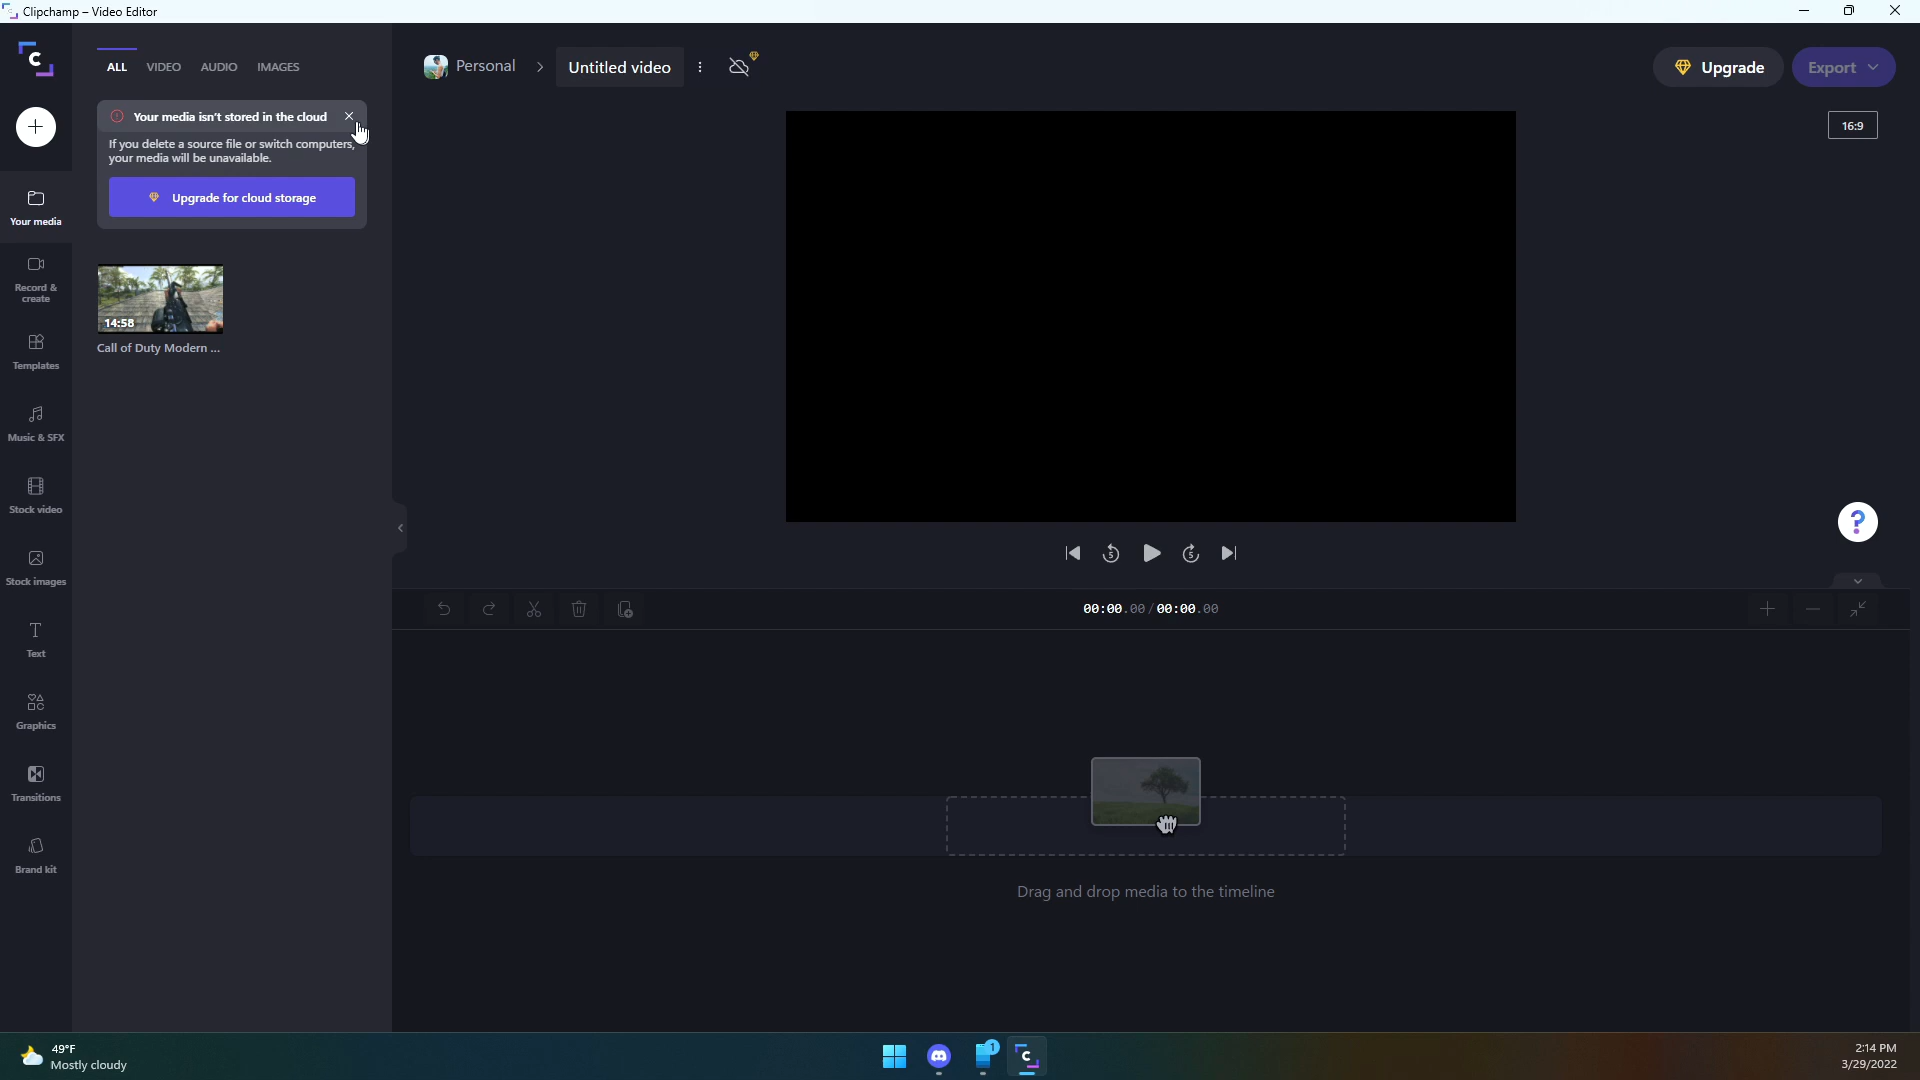 Clipchamp – Video Editor
ALL VIDEO AUDIO IMAGES
Personal
Untitled video
Upgrade
Export
16:9
Your media isn't stored in the cloud
If you delete a source file or switch computers,
your media will be unavailable.
Upgrade for cloud storage
14:58
Call of Duty Modern ...
Your media
Record &
create
Templates
Music & SFX
Stock video
Stock images
Text
Graphics
Transitions
Brand kit
5
5
?
00:00.00 / 00:00.00
Drag and drop media to the timeline
49°F
Mostly cloudy
1
2:14 PM
3/29/2022